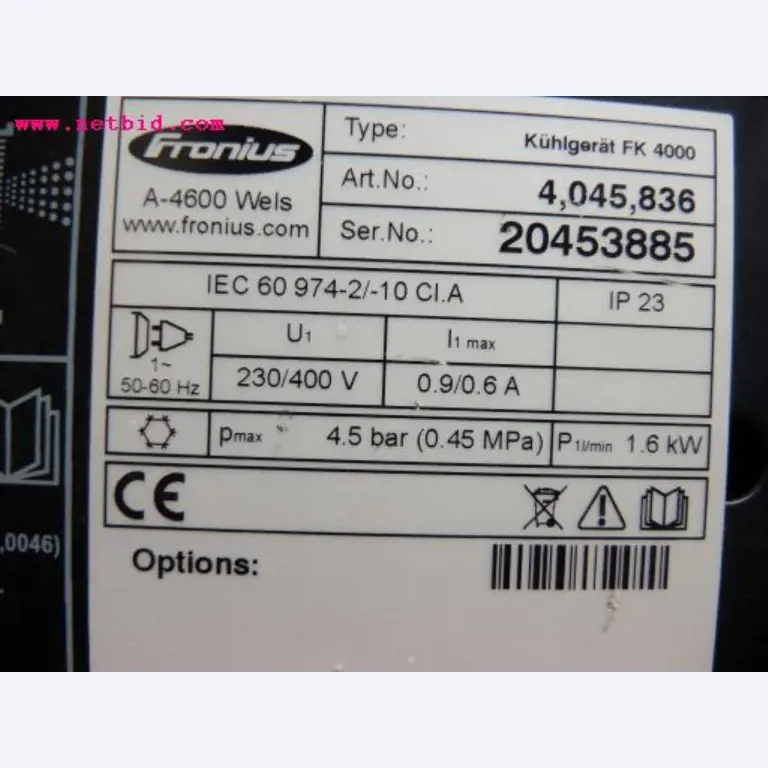 www.netbid.com
Fronius
A-4600 Wels
www.fronius.com
Type: Kühlgerät FK 4000
Art.No.: 4,045,836
Ser.No.: 20453885
IEC 60 974-2/-10 Cl.A
IP 23
1~
50-60 Hz
U1
I1 max
230/400 V
0.9/0.6 A
pmax 4.5 bar (0.45 MPa)
P1l/min 1.6 kW
CE
,0046)
Options: